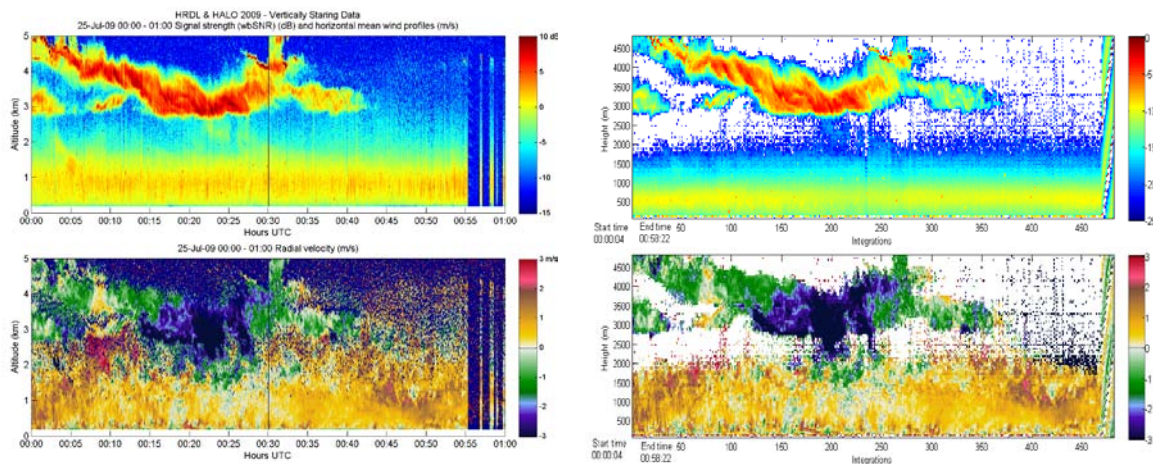 HRDL & HALO 2009 - Vertically Staring Data
25-Jul-09 00:00 - 01:00 Signal strength (wbSNR) (dB) and horizontal mean wind profiles (m/s)
5
4
3
2
1
0
Altitude (km)
10 dB
5
0
-5
-10
-15
00:00 00:05 00:10 00:15 00:20 00:25 00:30 00:35 00:40 00:45 00:50 00:55 01:00
Hours UTC
4500
4000
3500
3000
2500
2000
1500
1000
500
Height (m)
0
-5
-10
-15
-20
-25
Start time
00:00:04
End time
00:58:22
50 100 150 200 250 300 350 400 450
Integrations
25-Jul-09 00:00 - 01:00 Radial velocity (m/s)
5
4
3
2
1
0
Altitude (km)
3 m/s
2
1
0
-1
-2
-3
00:00 00:05 00:10 00:15 00:20 00:25 00:30 00:35 00:40 00:45 00:50 00:55 01:00
Hours UTC
4500
4000
3500
3000
2500
2000
1500
1000
500
Height (m)
3
2
1
0
-1
-2
-3
Start time
00:00:04
End time
00:58:22
50 100 150 200 250 300 350 400 450
Integrations